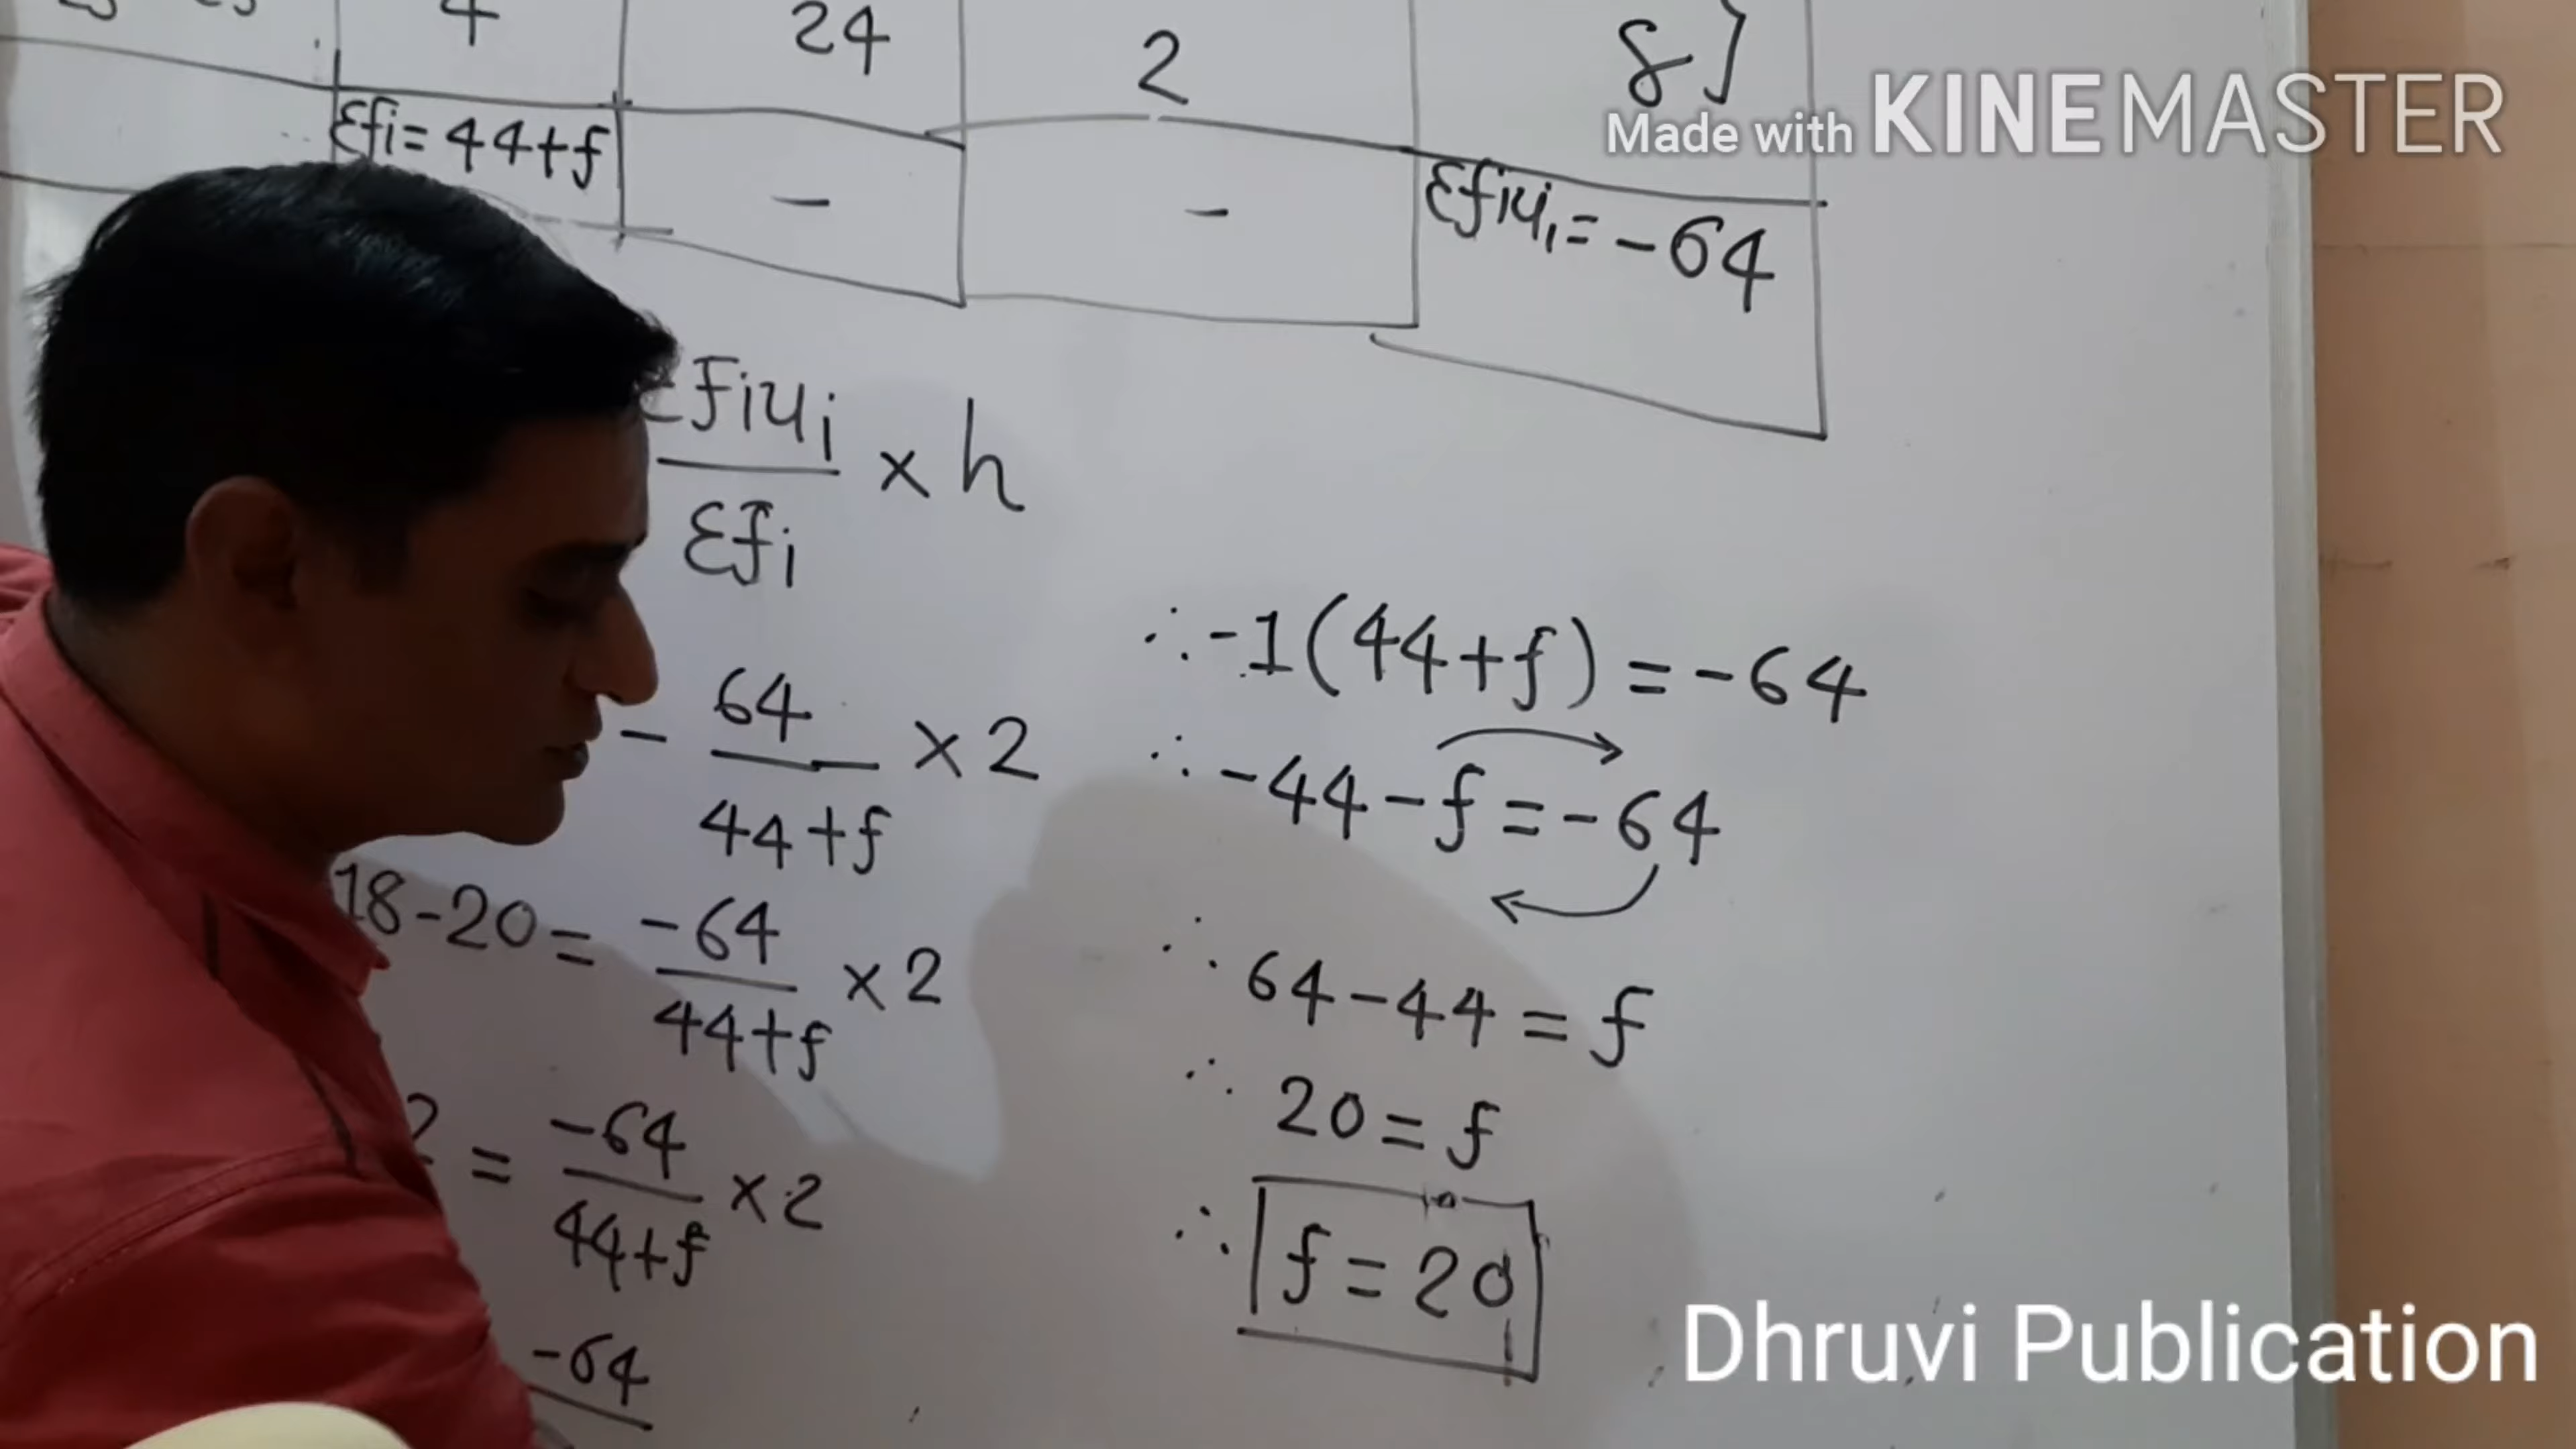 4 24 2 8]
Σfi = 44+f - - Σfiui = -64
Σfiui × h
Σfi
- 64 × 2
44+f
18-20 = -64 × 2
44+f
2 = -64 × 2
44+f
-64
∴ -1(44+f) = -64
∴ -44-f = -64
∴ 64-44 = f
∴ 20 = f
∴ f = 20
Made with KINEMASTER
Dhruvi Publication